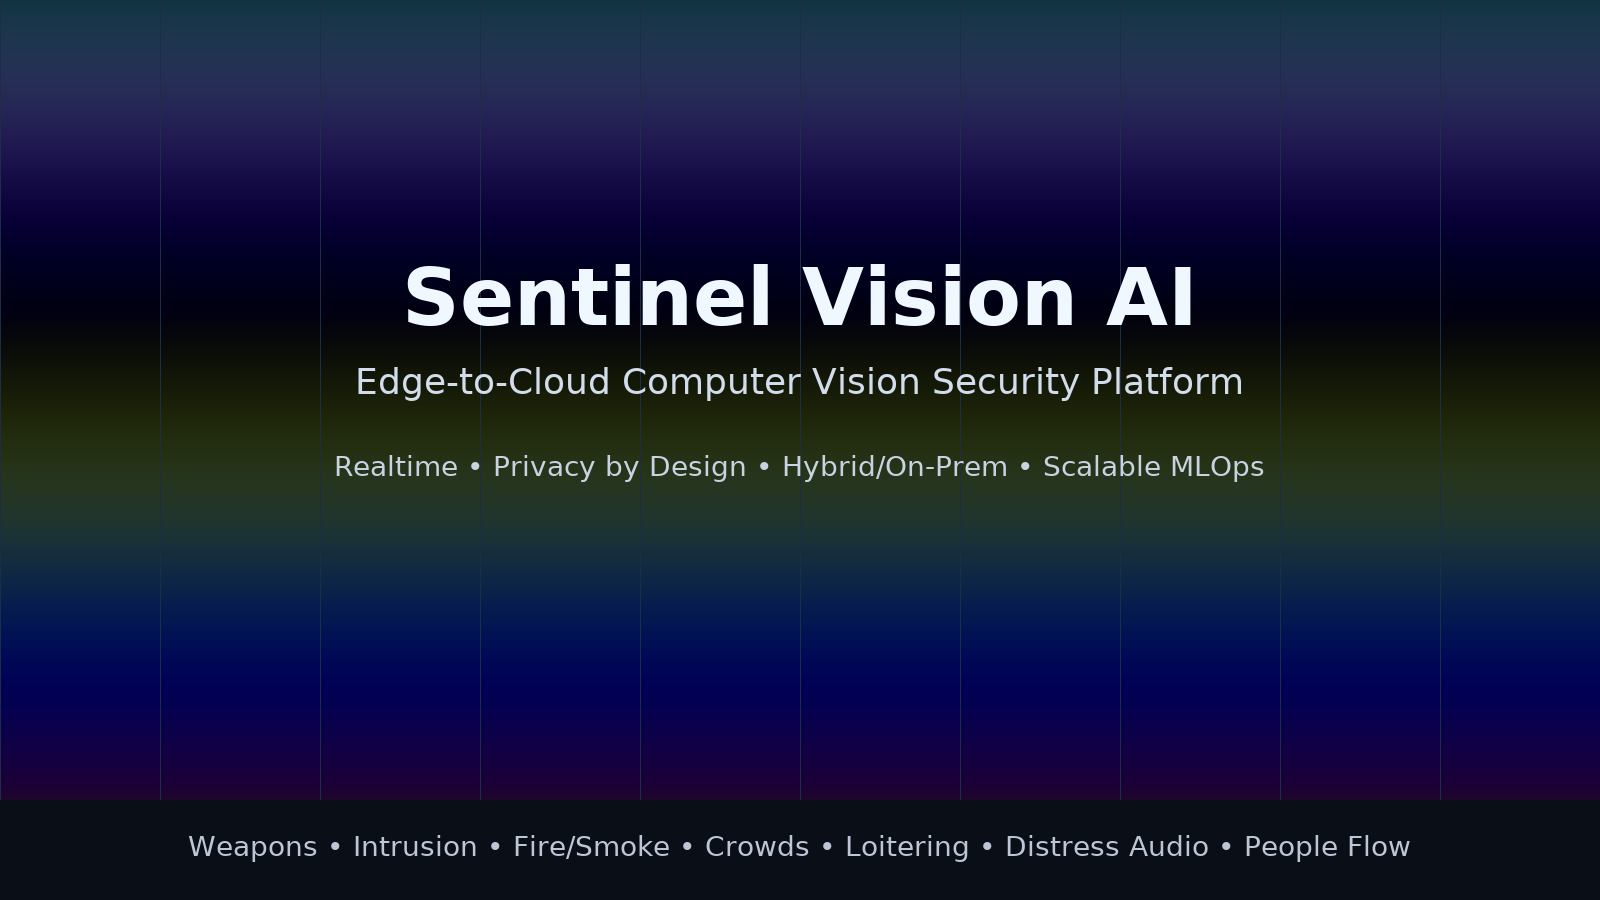 Sentinel Vision AI
Edge-to-Cloud Computer Vision Security Platform
Realtime • Privacy by Design • Hybrid/On-Prem • Scalable MLOps
Weapons • Intrusion • Fire/Smoke • Crowds • Loitering • Distress Audio • People Flow